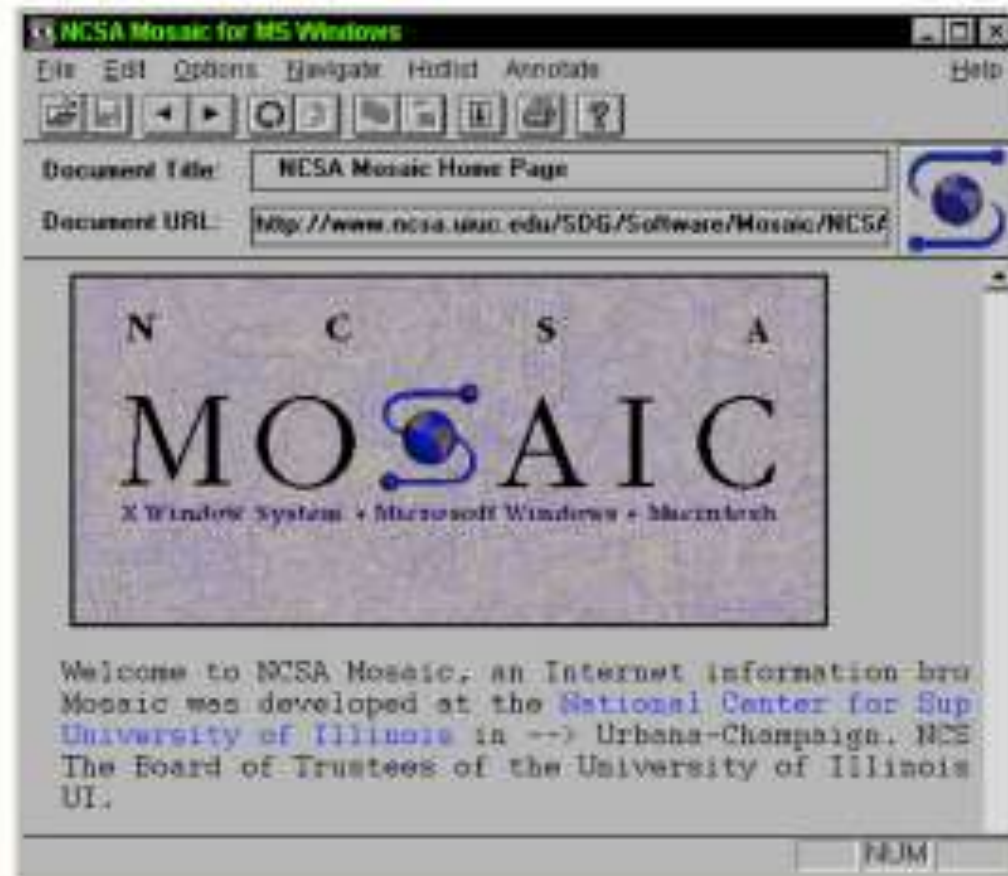 NCSA Mosaic for MS Windows
File Edit Options Navigate Hotlist Annotate Help
Document Title: NCSA Mosaic Home Page
Document URL: http://www.ncsa.uiuc.edu/SDG/Software/Mosaic/NCSA
N C S A
MOSAIC
X Window System • Microsoft Windows • Macintosh
Welcome to NCSA Mosaic, an Internet information bro
Mosaic was developed at the National Center for Sup
University of Illinois in --> Urbana-Champaign. NCS
The Board of Trustees of the University of Illinois
UI.
NUM